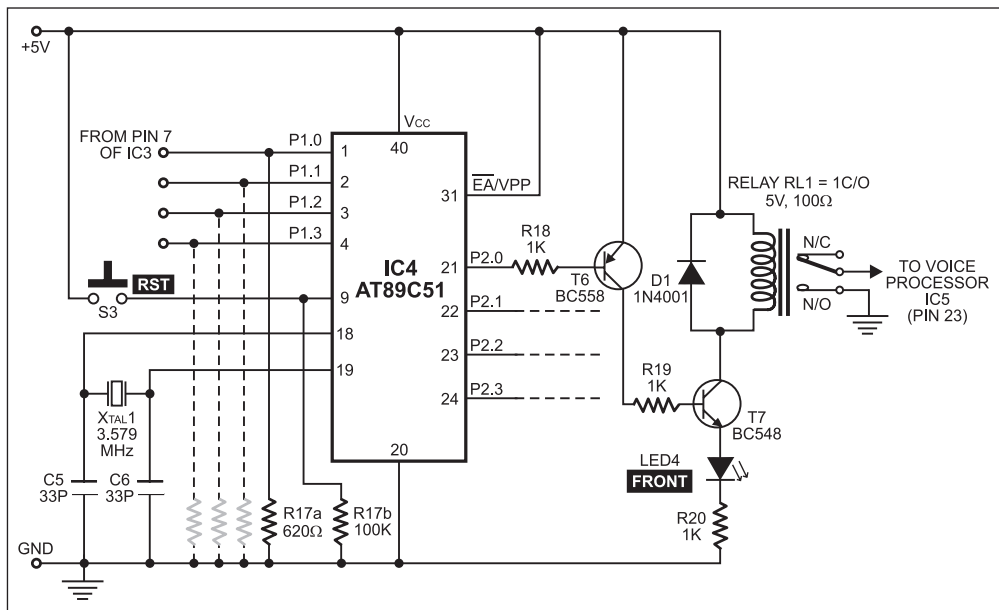 +5V
FROM PIN 7
OF IC3
P1.0
P1.1
P1.2
P1.3
1
2
3
4
9
18
19
VCC
40
IC4
AT89C51
20
31
21
22
23
24
EA/VPP
P2.0
P2.1
P2.2
P2.3
R18
1K
T6
BC558
RELAY RL1 = 1C/O
5V, 100Ω
D1
1N4001
N/C
N/O
TO VOICE
PROCESSOR
IC5
(PIN 23)
RST
S3
XTAL1
3.579
MHz
C5
33P
C6
33P
R19
1K
T7
BC548
LED4
FRONT
R17a
620Ω
R17b
100K
R20
1K
GND